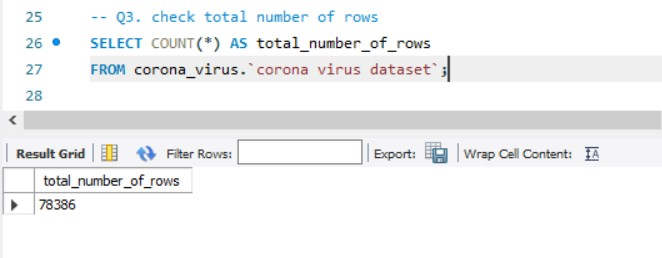 25 -- Q3. check total number of rows
26 SELECT COUNT(*) AS total_number_of_rows
27 FROM corona_virus.`corona virus dataset`;
28
Result Grid Filter Rows: Export: Wrap Cell Content: IA
total_number_of_rows
78386